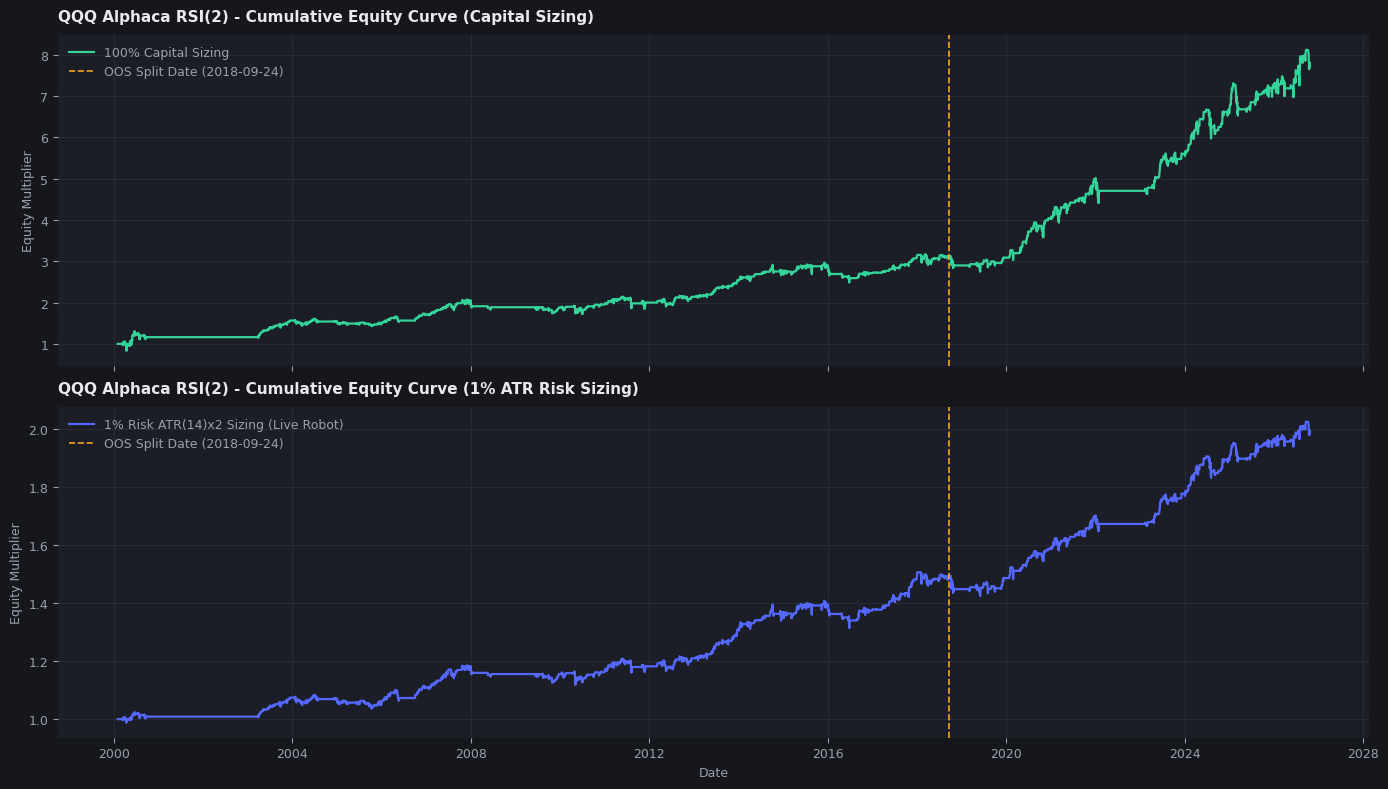 QQQ Alphaca RSI(2) - Cumulative Equity Curve (Capital Sizing)
100% Capital Sizing
OOS Split Date (2018-09-24)
Equity Multiplier
8
7
6
5
4
3
2
1
QQQ Alphaca RSI(2) - Cumulative Equity Curve (1% ATR Risk Sizing)
1% Risk ATR(14)x2 Sizing (Live Robot)
OOS Split Date (2018-09-24)
Equity Multiplier
2.0
1.8
1.6
1.4
1.2
1.0
2000 2004 2008 2012 2016 2020 2024 2028
Date